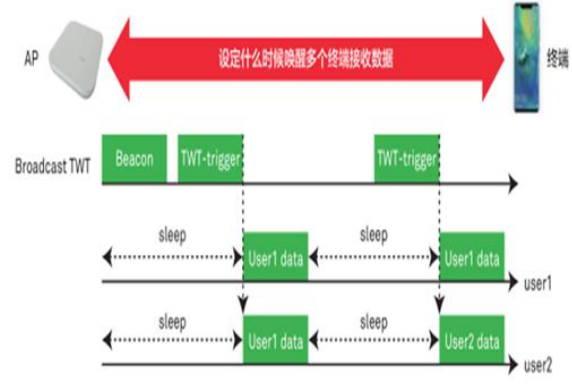 AP
设定什么时候唤醒多个终端接收数据
终端
Broadcast TWT
Beacon
TWT-trigger
TWT-trigger
sleep
User1 data
sleep
User1 data
user1
sleep
User1 data
sleep
User2 data
user2